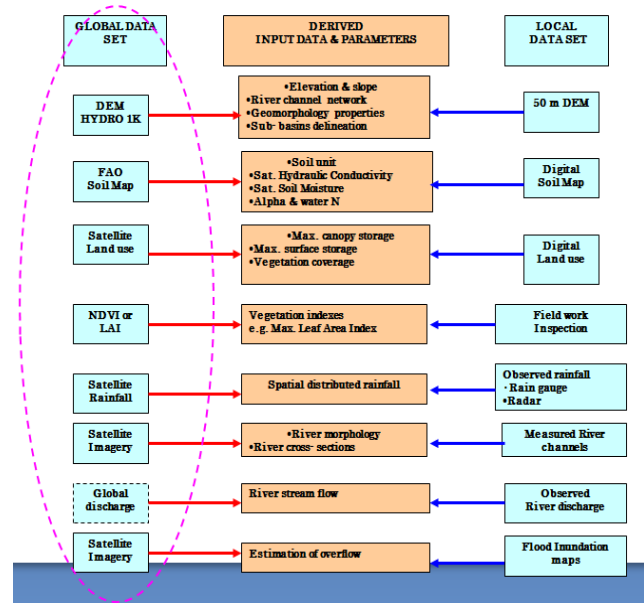 GLOBAL DATA
SET
DERIVED
INPUT DATA & PARAMETERS
LOCAL
DATA SET
DEM
HYDRO 1K
•Elevation & slope
•River channel network
•Geomorphology properties
•Sub- basins delineation
50 m DEM
FAO
Soil Map
•Soil unit
•Sat. Hydraulic Conductivity
•Sat. Soil Moisture
•Alpha & water N
Digital
Soil Map
Satellite
Land use
•Max. canopy storage
•Max. surface storage
•Vegetation coverage
Digital
Land use
NDVI or
LAI
Vegetation indexes
e.g. Max. Leaf Area Index
Field work
Inspection
Satellite
Rainfall
Spatial distributed rainfall
Observed rainfall
•Rain gauge
•Radar
Satellite
Imagery
•River morphology
•River cross- sections
Measured River
channels
Global
discharge
River stream flow
Observed
River discharge
Satellite
Imagery
Estimation of overflow
Flood Inundation
maps